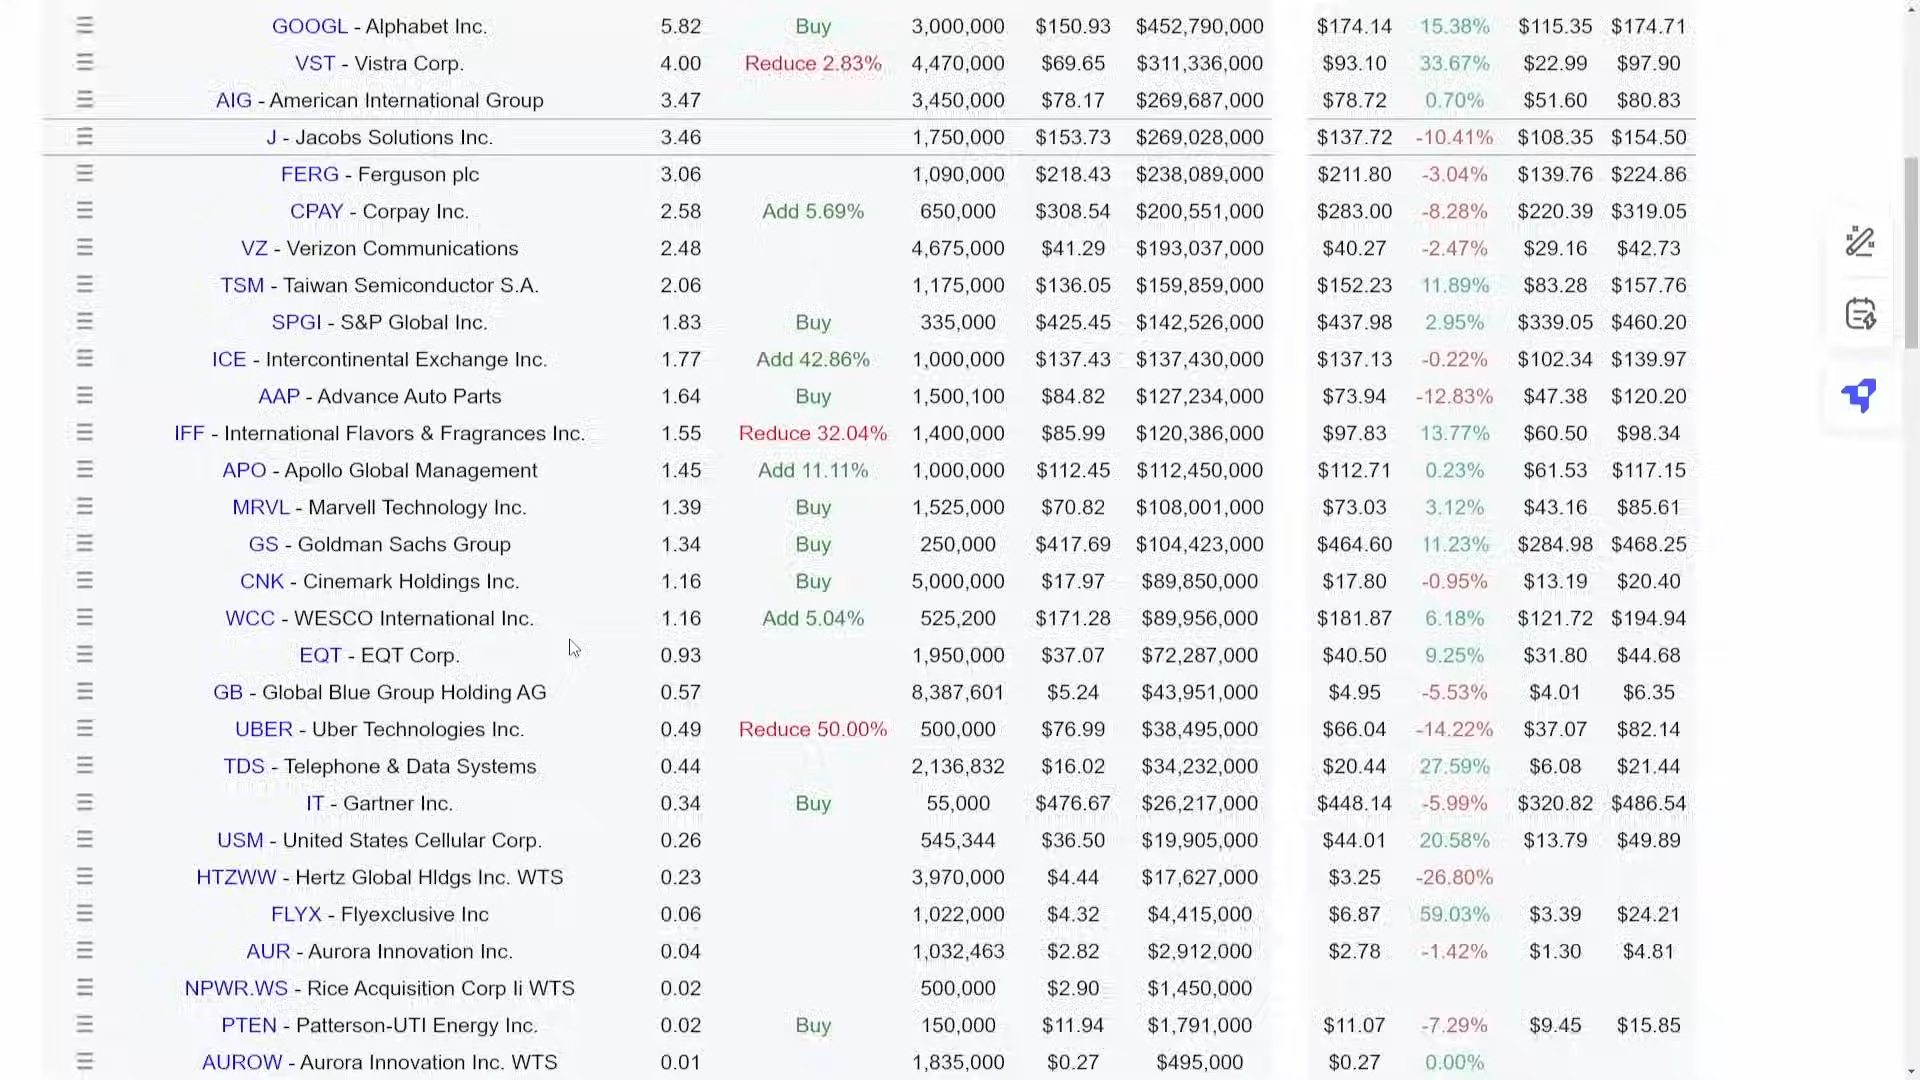 GOOGL - Alphabet Inc. 5.82 Buy 3,000,000 $150.93 $452,790,000 $174.14 15.38% $115.35 $174.71
VST - Vistra Corp. 4.00 Reduce 2.83% 4,470,000 $69.65 $311,336,000 $93.10 33.67% $22.99 $97.90
AIG - American International Group 3.47 3,450,000 $78.17 $269,687,000 $78.72 0.70% $51.60 $80.83
J - Jacobs Solutions Inc. 3.46 1,750,000 $153.73 $269,028,000 $137.72 -10.41% $108.35 $154.50
FERG - Ferguson plc 3.06 1,090,000 $218.43 $238,089,000 $211.80 -3.04% $139.76 $224.86
CPAY - Corpay Inc. 2.58 Add 5.69% 650,000 $308.54 $200,551,000 $283.00 -8.28% $220.39 $319.05
VZ - Verizon Communications 2.48 4,675,000 $41.29 $193,037,000 $40.27 -2.47% $29.16 $42.73
TSM - Taiwan Semiconductor S.A. 2.06 1,175,000 $136.05 $159,859,000 $152.23 11.89% $83.28 $157.76
SPGI - S&P Global Inc. 1.83 Buy 335,000 $425.45 $142,526,000 $437.98 2.95% $339.05 $460.20
ICE - Intercontinental Exchange Inc. 1.77 Add 42.86% 1,000,000 $137.43 $137,430,000 $137.13 -0.22% $102.34 $139.97
AAP - Advance Auto Parts 1.64 Buy 1,500,100 $84.82 $127,234,000 $73.94 -12.83% $47.38 $120.20
IFF - International Flavors & Fragrances Inc. 1.55 Reduce 32.04% 1,400,000 $85.99 $120,386,000 $97.83 13.77% $60.50 $98.34
APO - Apollo Global Management 1.45 Add 11.11% 1,000,000 $112.45 $112,450,000 $112.71 0.23% $61.53 $117.15
MRVL - Marvell Technology Inc. 1.39 Buy 1,525,000 $70.82 $108,001,000 $73.03 3.12% $43.16 $85.61
GS - Goldman Sachs Group 1.34 Buy 250,000 $417.69 $104,423,000 $464.60 11.23% $284.98 $468.25
CNK - Cinemark Holdings Inc. 1.16 Buy 5,000,000 $17.97 $89,850,000 $17.80 -0.95% $13.19 $20.40
WCC - WESCO International Inc. 1.16 Add 5.04% 525,200 $171.28 $89,956,000 $181.87 6.18% $121.72 $194.94
EQT - EQT Corp. 0.93 1,950,000 $37.07 $72,287,000 $40.50 9.25% $31.80 $44.68
GB - Global Blue Group Holding AG 0.57 8,387,601 $5.24 $43,951,000 $4.95 -5.53% $4.01 $6.35
UBER - Uber Technologies Inc. 0.49 Reduce 50.00% 500,000 $76.99 $38,495,000 $66.04 -14.22% $37.07 $82.14
TDS - Telephone & Data Systems 0.44 2,136,832 $16.02 $34,232,000 $20.44 27.59% $6.08 $21.44
IT - Gartner Inc. 0.34 Buy 55,000 $476.67 $26,217,000 $448.14 -5.99% $320.82 $486.54
USM - United States Cellular Corp. 0.26 545,344 $36.50 $19,905,000 $44.01 20.58% $13.79 $49.89
HTZWW - Hertz Global Hldgs Inc. WTS 0.23 3,970,000 $4.44 $17,627,000 $3.25 -26.80%
FLYX - Flyexclusive Inc 0.06 1,022,000 $4.32 $4,415,000 $6.87 59.03% $3.39 $24.21
AUR - Aurora Innovation Inc. 0.04 1,032,463 $2.82 $2,912,000 $2.78 -1.42% $1.30 $4.81
NPWR.WS - Rice Acquisition Corp Ii WTS 0.02 500,000 $2.90 $1,450,000
PTEN - Patterson-UTI Energy Inc. 0.02 Buy 150,000 $11.94 $1,791,000 $11.07 -7.29% $9.45 $15.85
AUROW - Aurora Innovation Inc. WTS 0.01 1,835,000 $0.27 $495,000 $0.27 0.00%